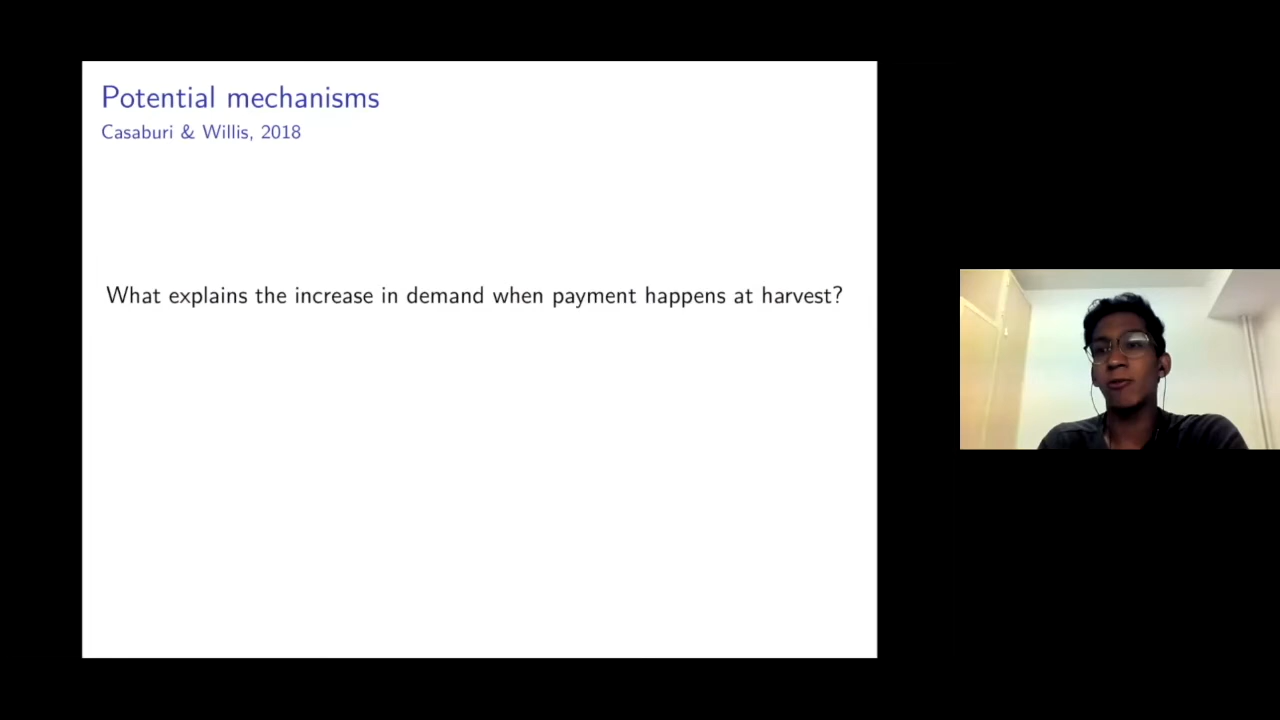 Potential mechanisms
Casaburi & Willis, 2018
What explains the increase in demand when payment happens at harvest?